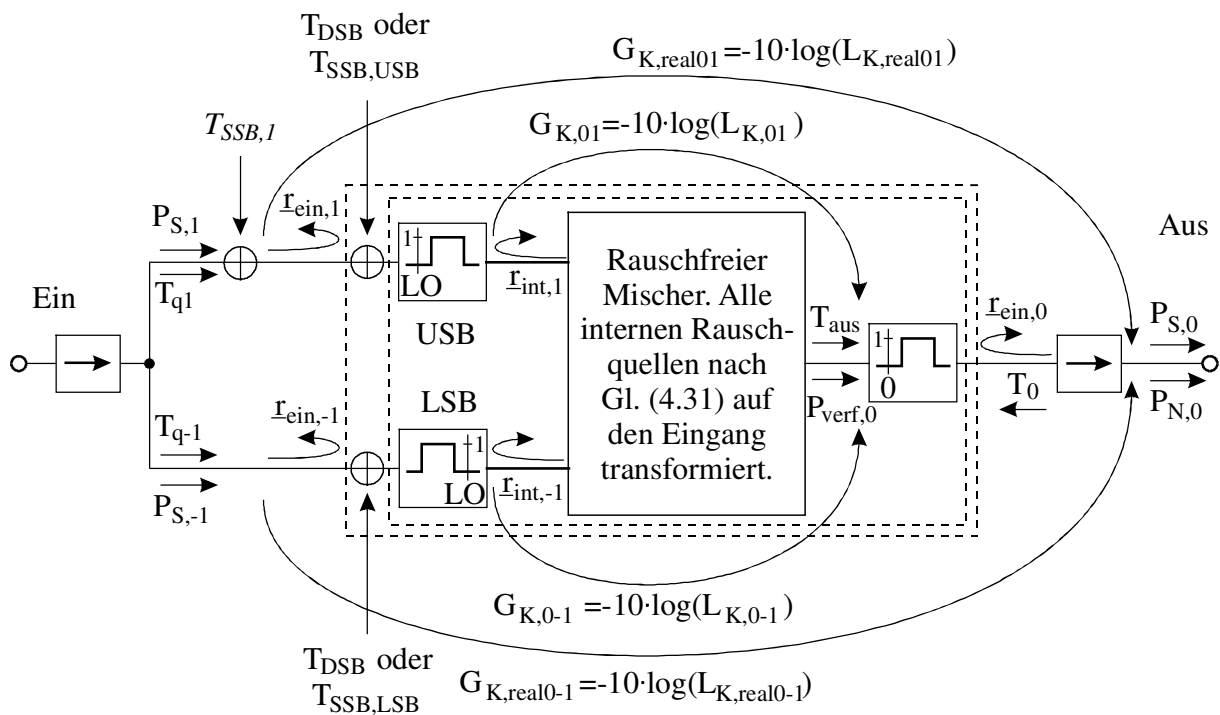 T_DSB oder
T_SSB,USB
G_K,real01=-10·log(L_K,real01)
G_K,01=-10·log(L_K,01)
T_SSB,1
P_S,1
r_ein,1
Aus
Ein
T_q1
1
LO
r_int,1
USB
Rauschfreier
Mischer. Alle
internen Rausch-
quellen nach
Gl. (4.31) auf
den Eingang
transformiert.
T_aus
1
0
r_ein,0
P_S,0
P_verf,0
T_0
P_N,0
LSB
T_q-1
r_ein,-1
1
LO
P_S,-1
r_int,-1
G_K,0-1 =-10·log(L_K,0-1)
T_DSB oder
T_SSB,LSB
G_K,real0-1=-10·log(L_K,real0-1)